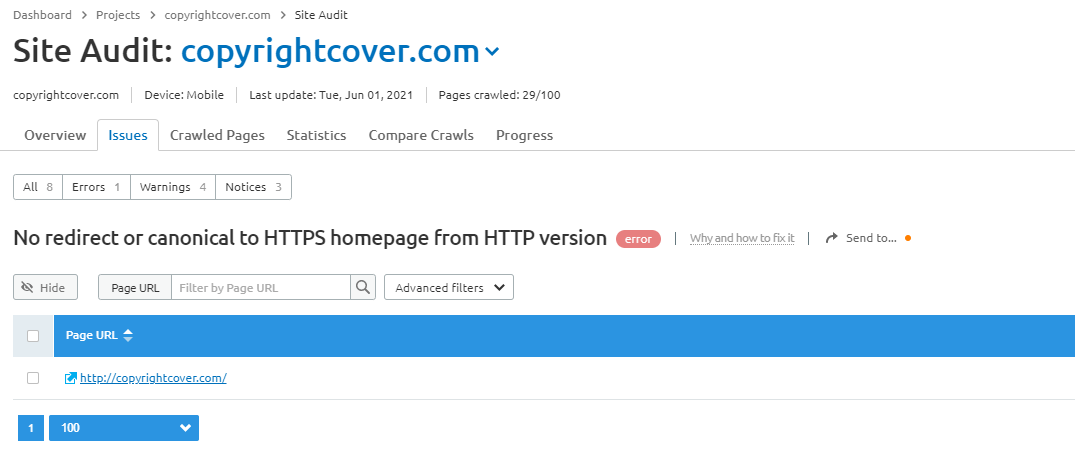 Dashboard > Projects > copyrightcover.com > Site Audit
Site Audit: copyrightcover.com
copyrightcover.com | Device: Mobile | Last update: Tue, Jun 01, 2021 | Pages crawled: 29/100
Overview Issues Crawled Pages Statistics Compare Crawls Progress
All 8 Errors 1 Warnings 4 Notices 3
No redirect or canonical to HTTPS homepage from HTTP version error | Why and how to fix it | Send to...
Hide Page URL Filter by Page URL Advanced filters
Page URL
http://copyrightcover.com/
1 100